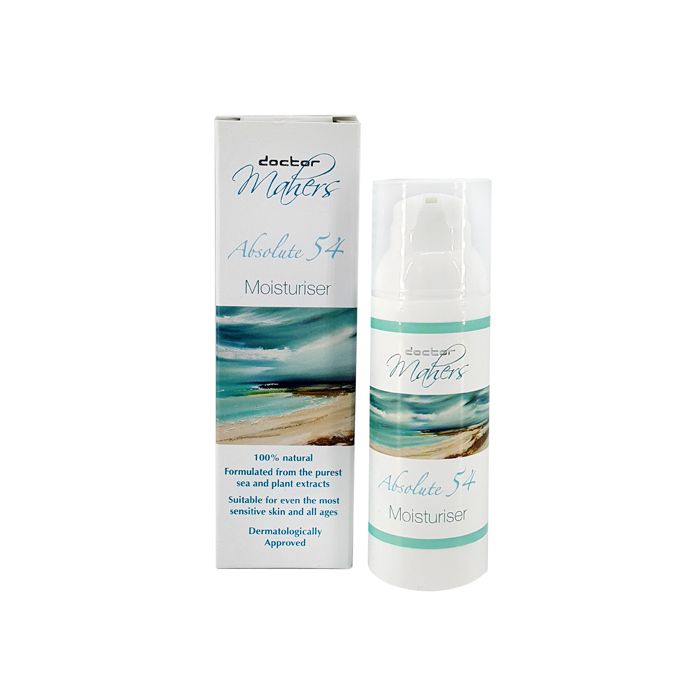 doctor
Mahers
Absolute 54
Moisturiser
100% natural
Formulated from the purest
sea and plant extracts
Suitable for even the most
sensitive skin and all ages
Dermatologically
Approved
doctor
Mahers
Absolute 54
Moisturiser